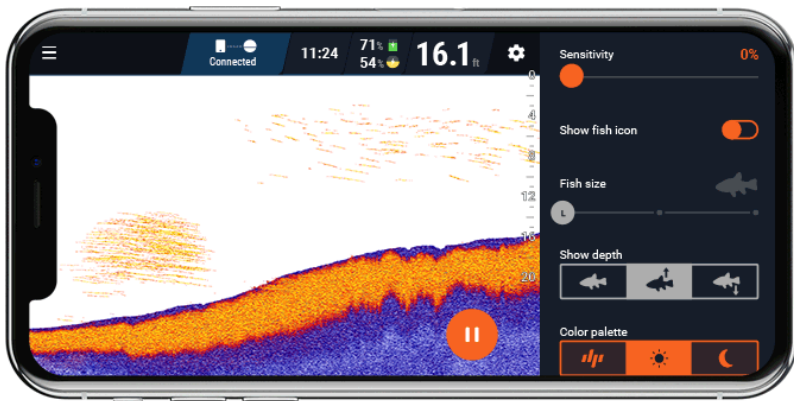 Connected
11:24
71%
54%
16.1 ft
0
4
8
12
16
20
Sensitivity
0%
Show fish icon
Fish size
L
Show depth
Color palette